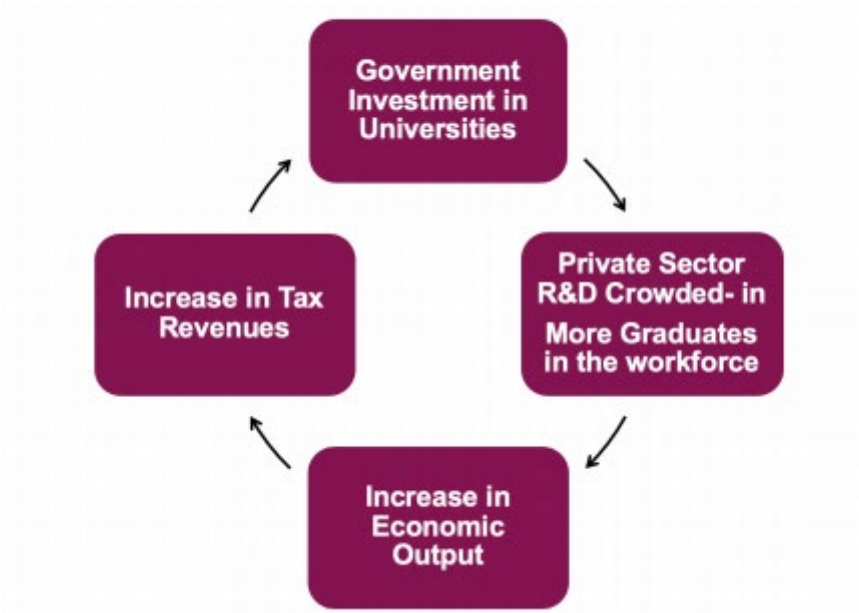 Government
Investment in
Universities
Private Sector
R&D Crowded- in
More Graduates
in the workforce
Increase in
Economic
Output
Increase in Tax
Revenues